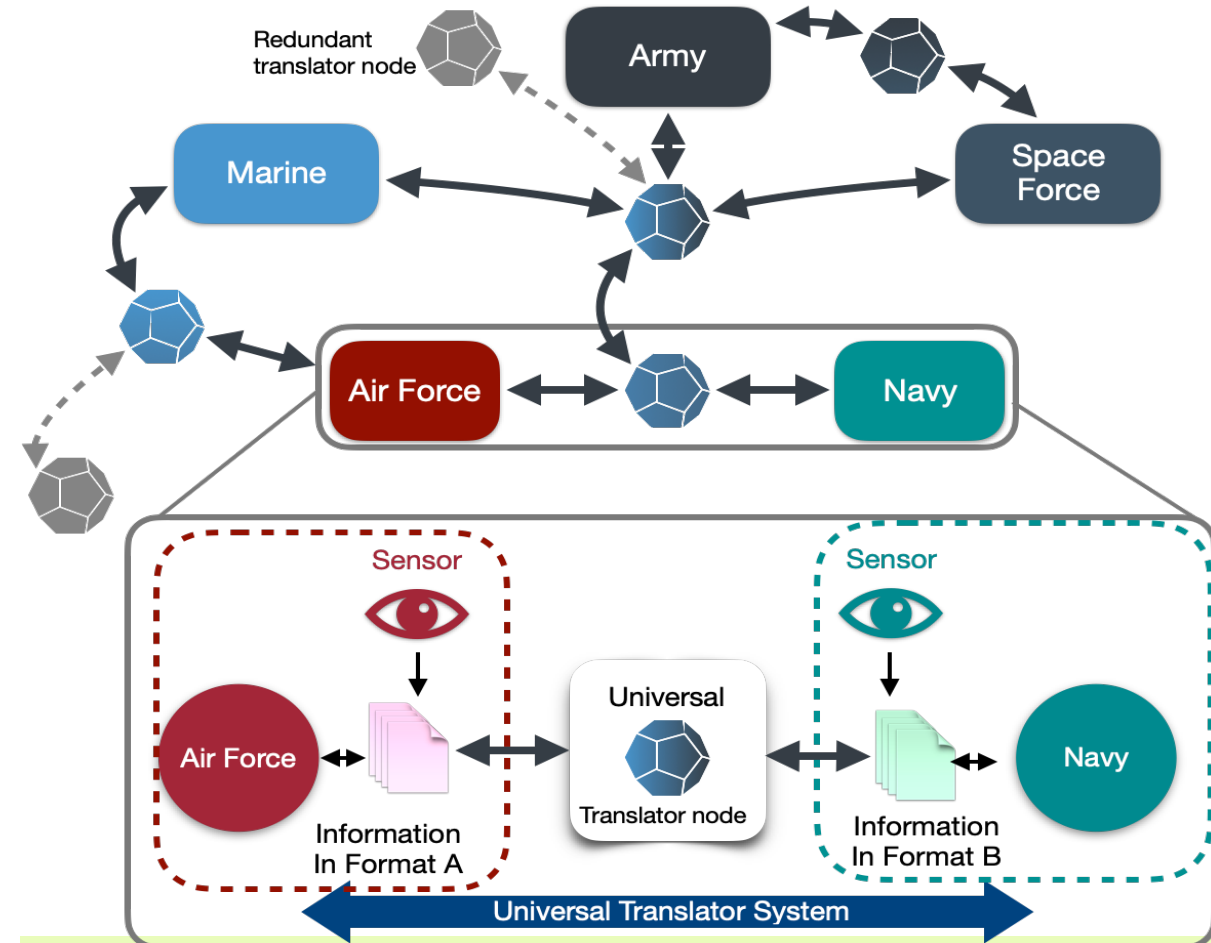 Redundant
translator node
Army
Marine
Space
Force
Air Force
Navy
Sensor
Sensor
Universal
Air Force
Navy
Translator node
Information
In Format A
Information
In Format B
Universal Translator System